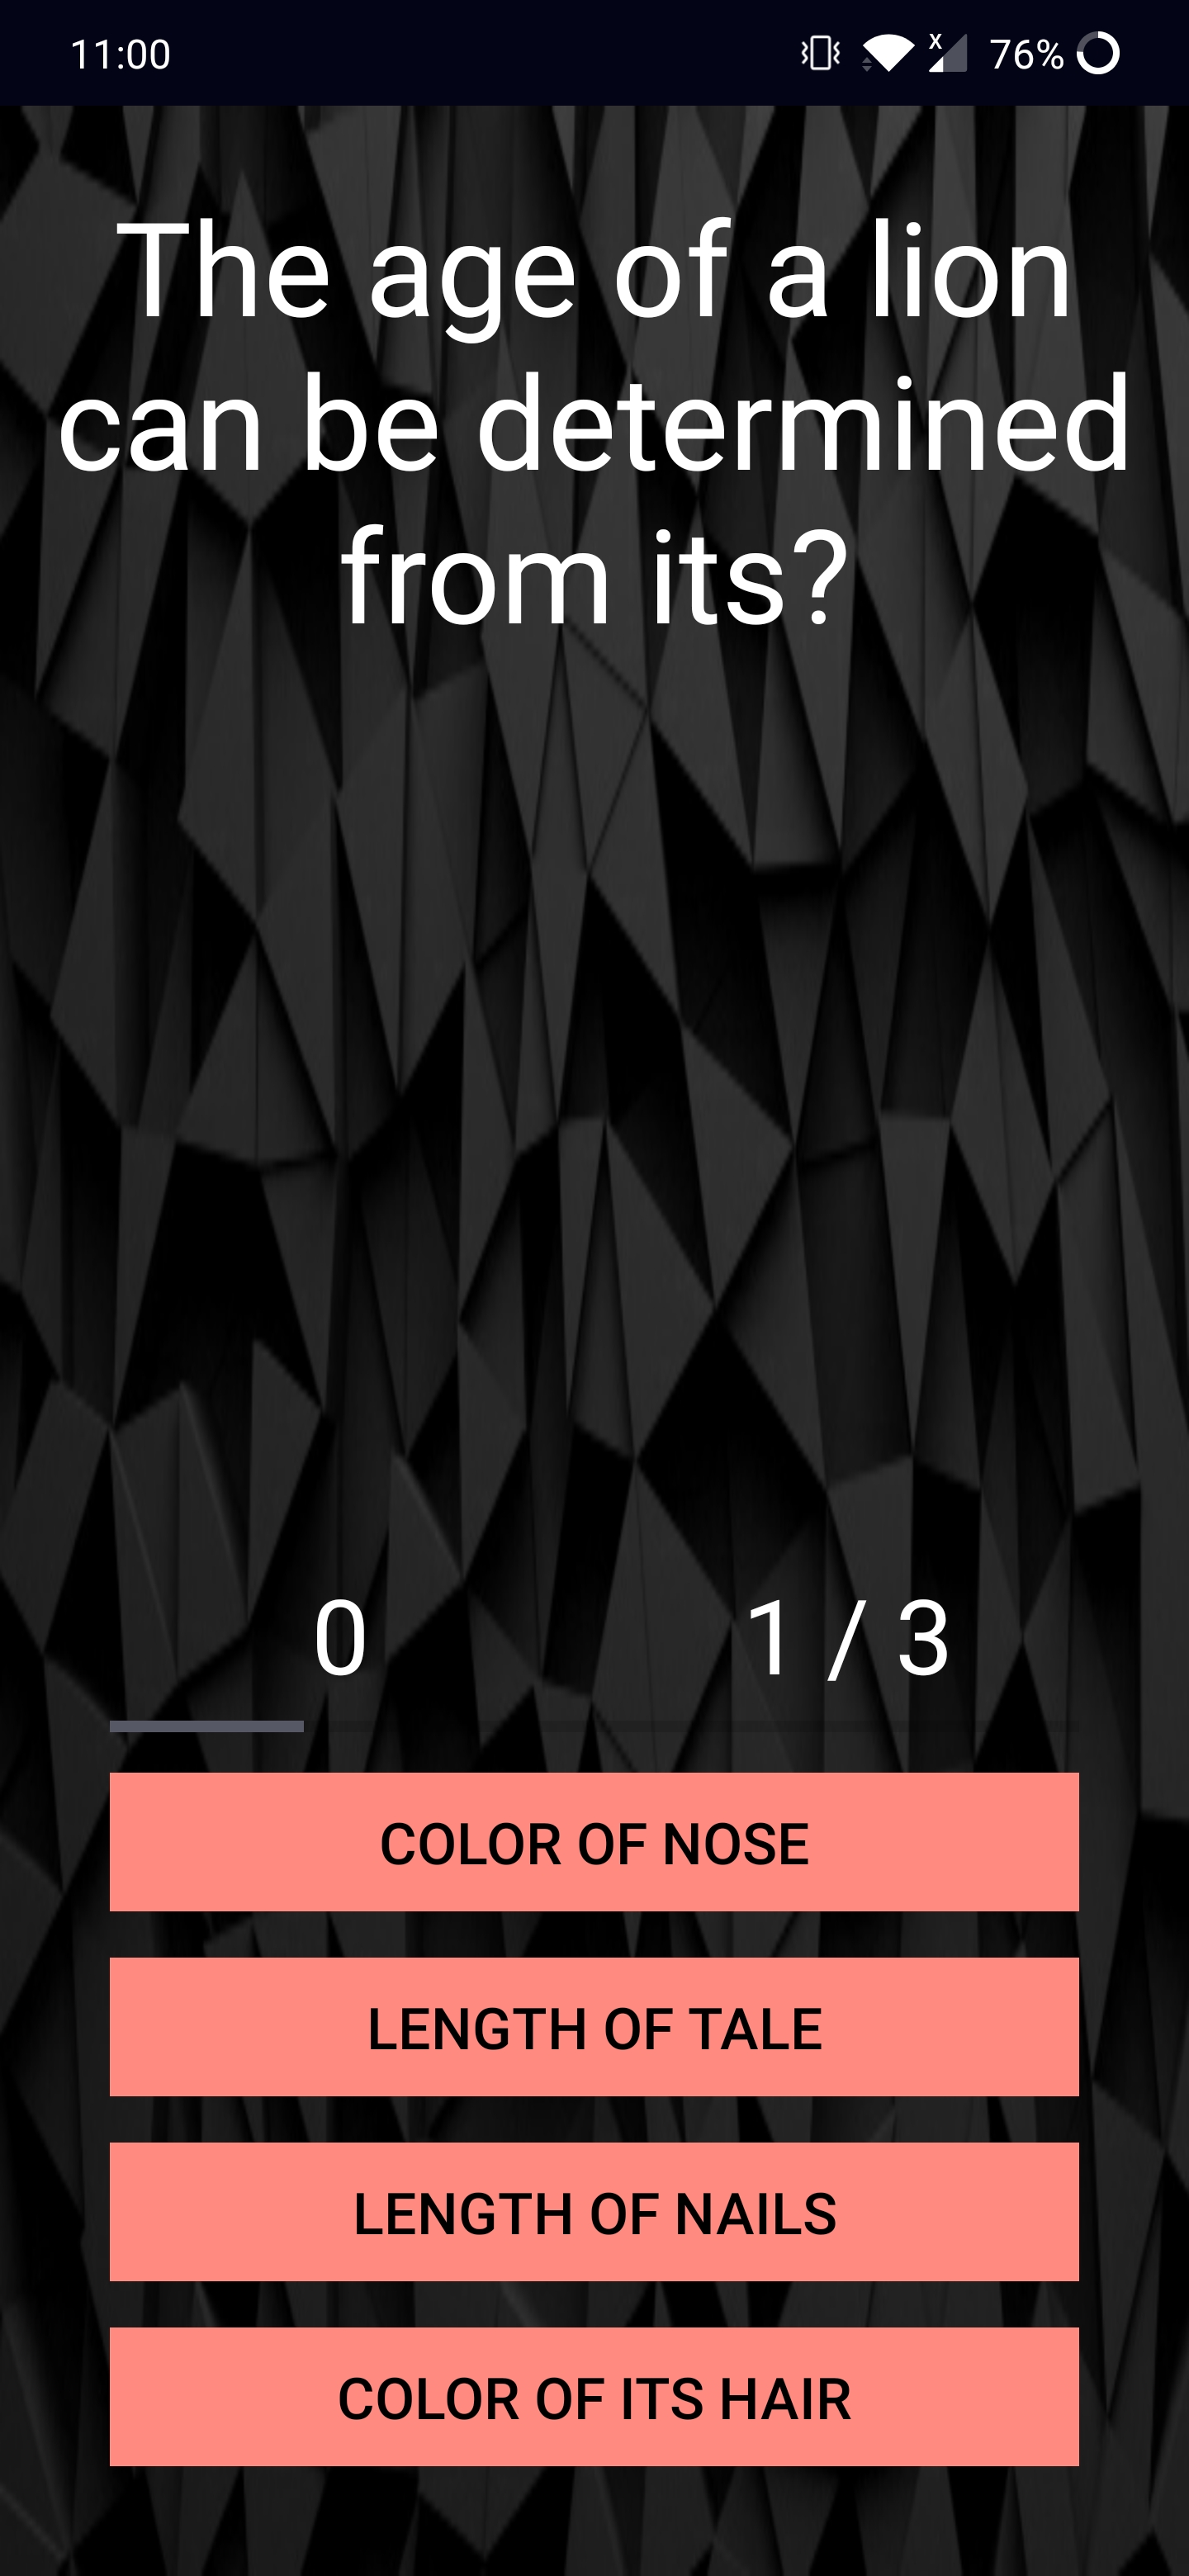 11:00
x
76%
The age of a lion
can be determined
from its?
0
1 / 3
COLOR OF NOSE
LENGTH OF TALE
LENGTH OF NAILS
COLOR OF ITS HAIR